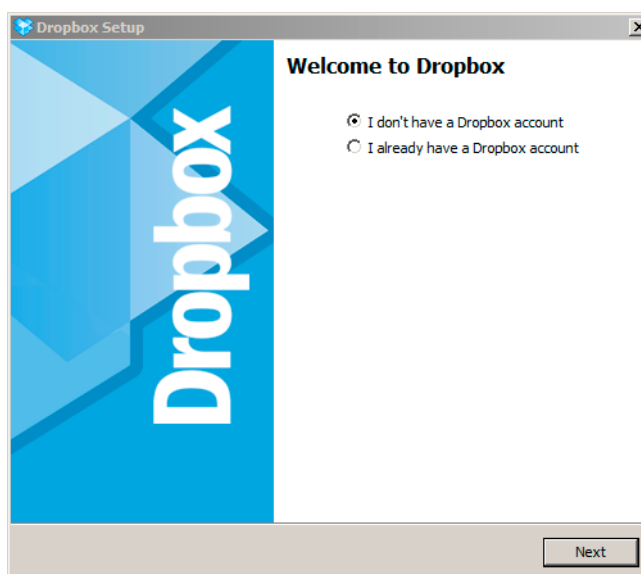 Dropbox Setup
Welcome to Dropbox
I don't have a Dropbox account
I already have a Dropbox account
Dropbox
Next